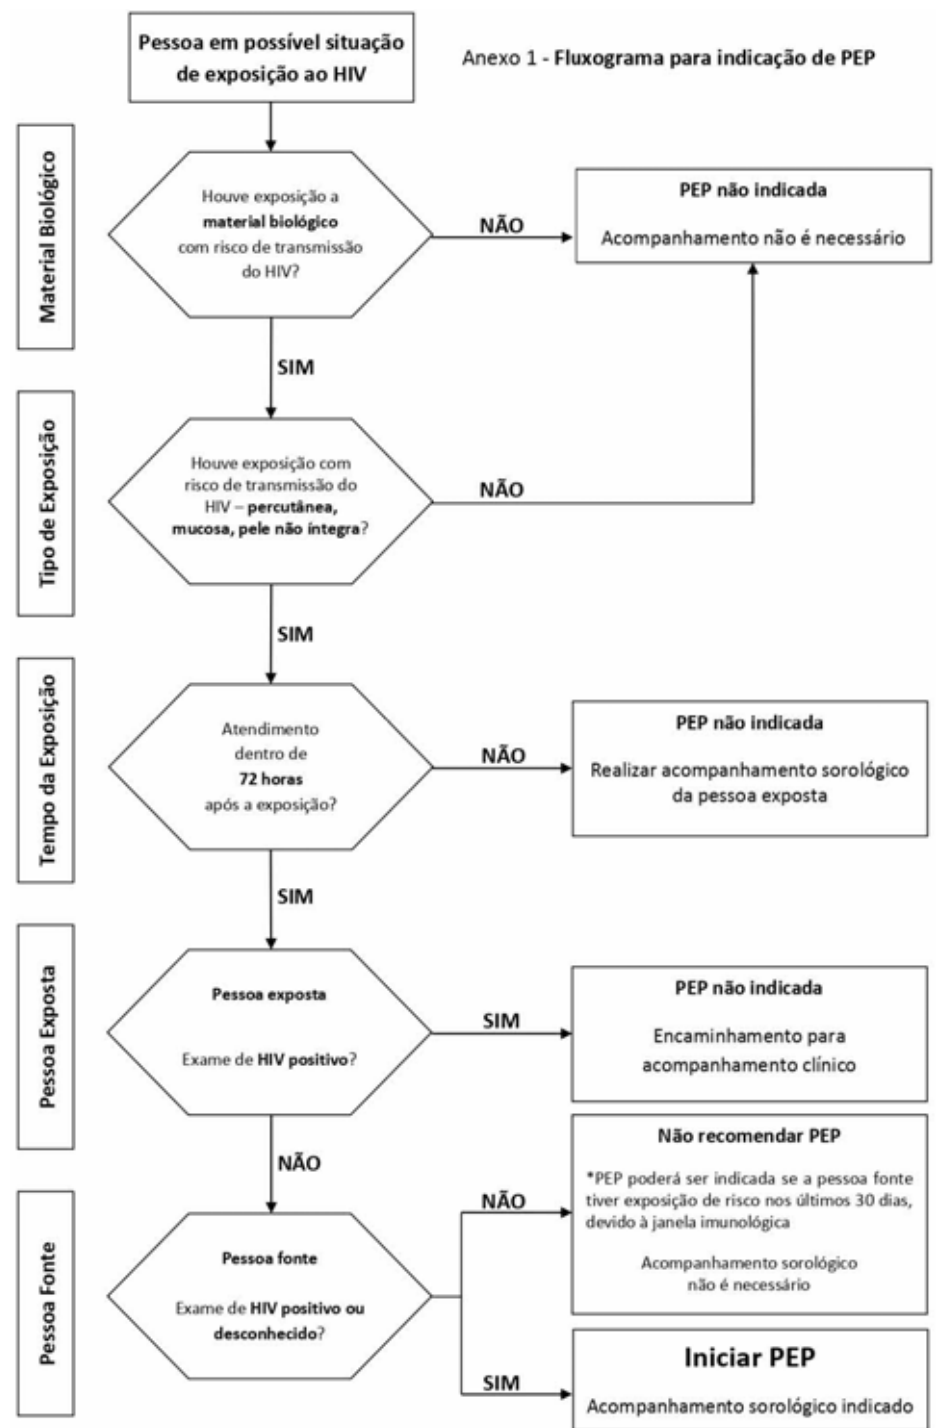 Pessoa em possível situação
de exposição ao HIV
Anexo 1 - Fluxograma para indicação de PEP
Material Biológico
Houve exposição a
material biológico
com risco de transmissão
do HIV?
NÃO
PEP não indicada
Acompanhamento não é necessário
SIM
Tipo de Exposição
Houve exposição com
risco de transmissão do
HIV – percutânea,
mucosa, pele não íntegra?
NÃO
SIM
Tempo da Exposição
Atendimento
dentro de
72 horas
após a exposição?
NÃO
PEP não indicada
Realizar acompanhamento sorológico
da pessoa exposta
SIM
Pessoa Exposta
Pessoa exposta
Exame de HIV positivo?
SIM
PEP não indicada
Encaminhamento para
acompanhamento clínico
NÃO
Pessoa Fonte
Pessoa fonte
Exame de HIV positivo ou
desconhecido?
NÃO
Não recomendar PEP
*PEP poderá ser indicada se a pessoa fonte
tiver exposição de risco nos últimos 30 dias,
devido à janela imunológica
Acompanhamento sorológico
não é necessário
SIM
Iniciar PEP
Acompanhamento sorológico indicado